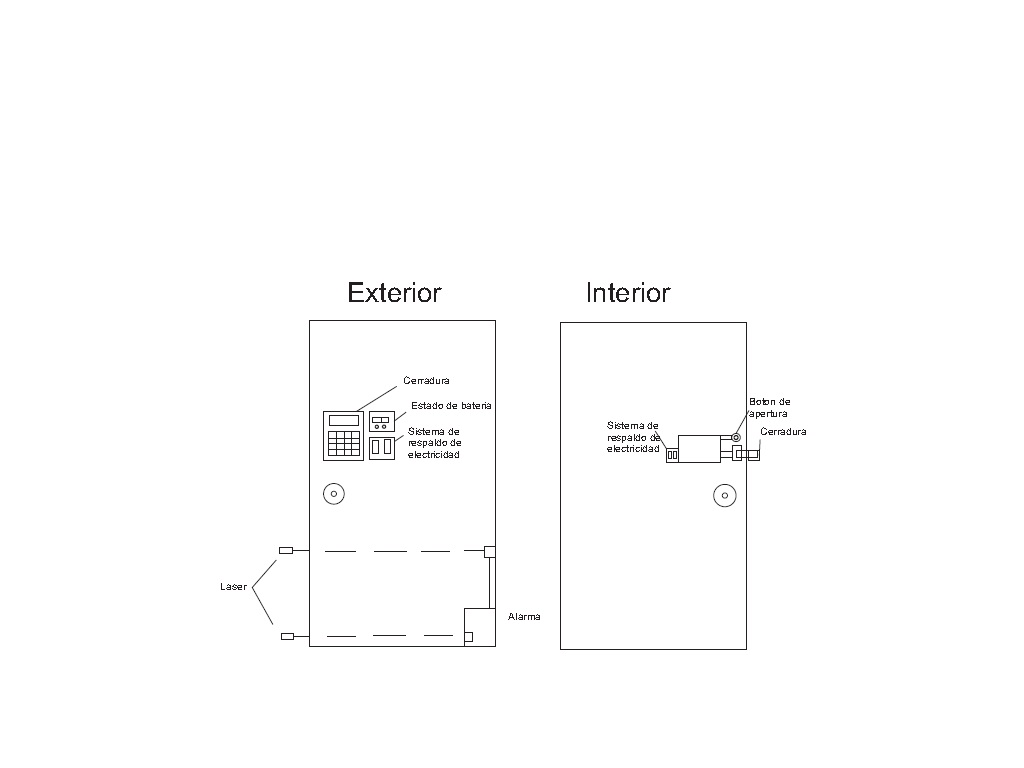 Exterior
Interior
Cerradura
Estado de bateria
Sistema de
respaldo de
electricidad
Laser
Alarma
Boton de
apertura
Cerradura
Sistema de
respaldo de
electricidad